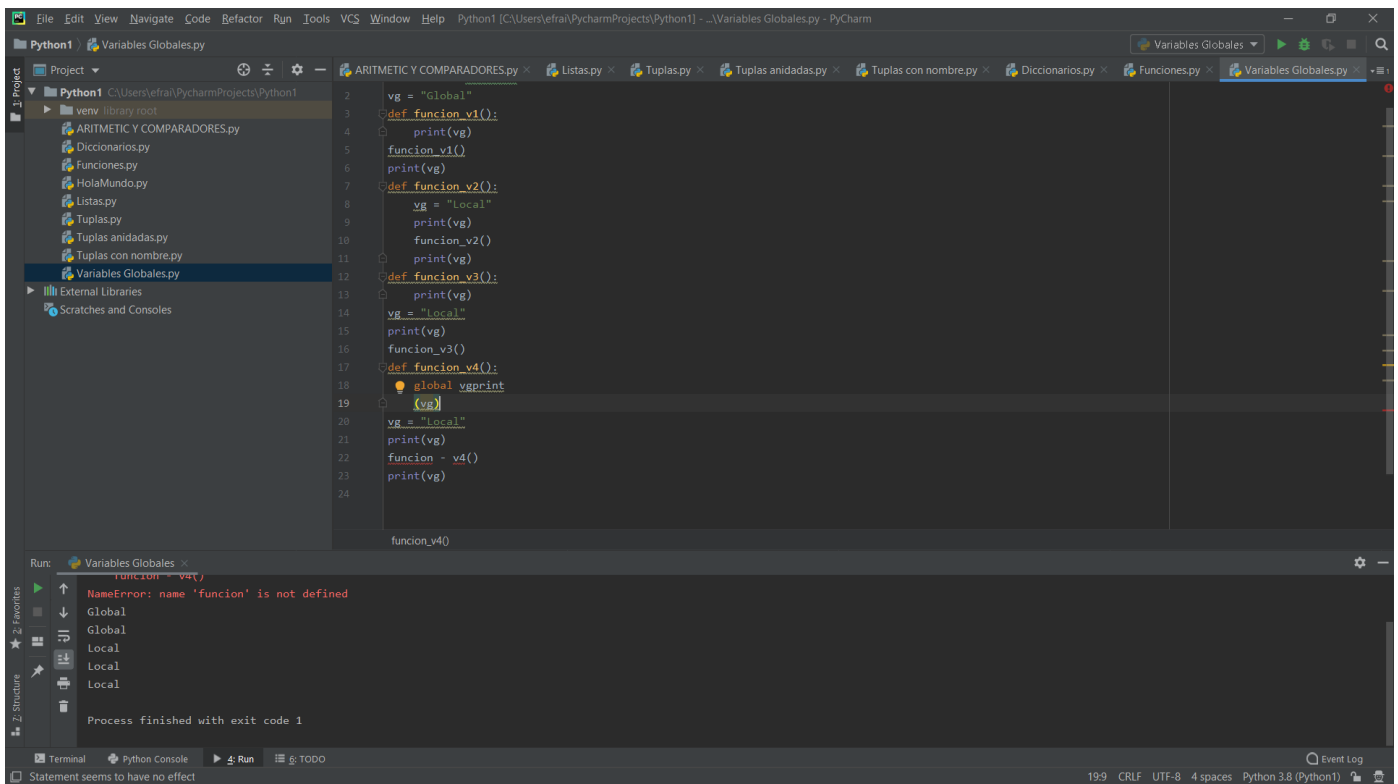 File Edit View Navigate Code Refactor Run Tools VCS Window Help Python1 [C:\Users\efrai\PycharmProjects\Python1] - ...\Variables Globales.py - PyCharm
Python1 Variables Globales.py
Variables Globales
1: Project
Project
ARITMETIC Y COMPARADORES.py Listas.py Tuplas.py Tuplas anidadas.py Tuplas con nombre.py Diccionarios.py Funciones.py Variables Globales.py
Python1 C:\Users\efrai\PycharmProjects\Python1
venv library root
ARITMETIC Y COMPARADORES.py
Diccionarios.py
Funciones.py
HolaMundo.py
Listas.py
Tuplas.py
Tuplas anidadas.py
Tuplas con nombre.py
Variables Globales.py
External Libraries
Scratches and Consoles
2 vg = "Global"
3 def funcion_v1():
4 print(vg)
5 funcion_v1()
6 print(vg)
7 def funcion_v2():
8 vg = "Local"
9 print(vg)
10 funcion_v2()
11 print(vg)
12 def funcion_v3():
13 print(vg)
14 vg = "Local"
15 print(vg)
16 funcion_v3()
17 def funcion_v4():
18 global vgprint
19 (vg)
20 vg = "Local"
21 print(vg)
22 funcion - v4()
23 print(vg)
24
funcion_v4()
Run: Variables Globales
funcion - v4()
NameError: name 'funcion' is not defined
Global
Global
Local
Local
Local
Process finished with exit code 1
2: Favorites
Z: Structure
Terminal Python Console 4: Run 6: TODO Event Log
Statement seems to have no effect 19:9 CRLF UTF-8 4 spaces Python 3.8 (Python1)